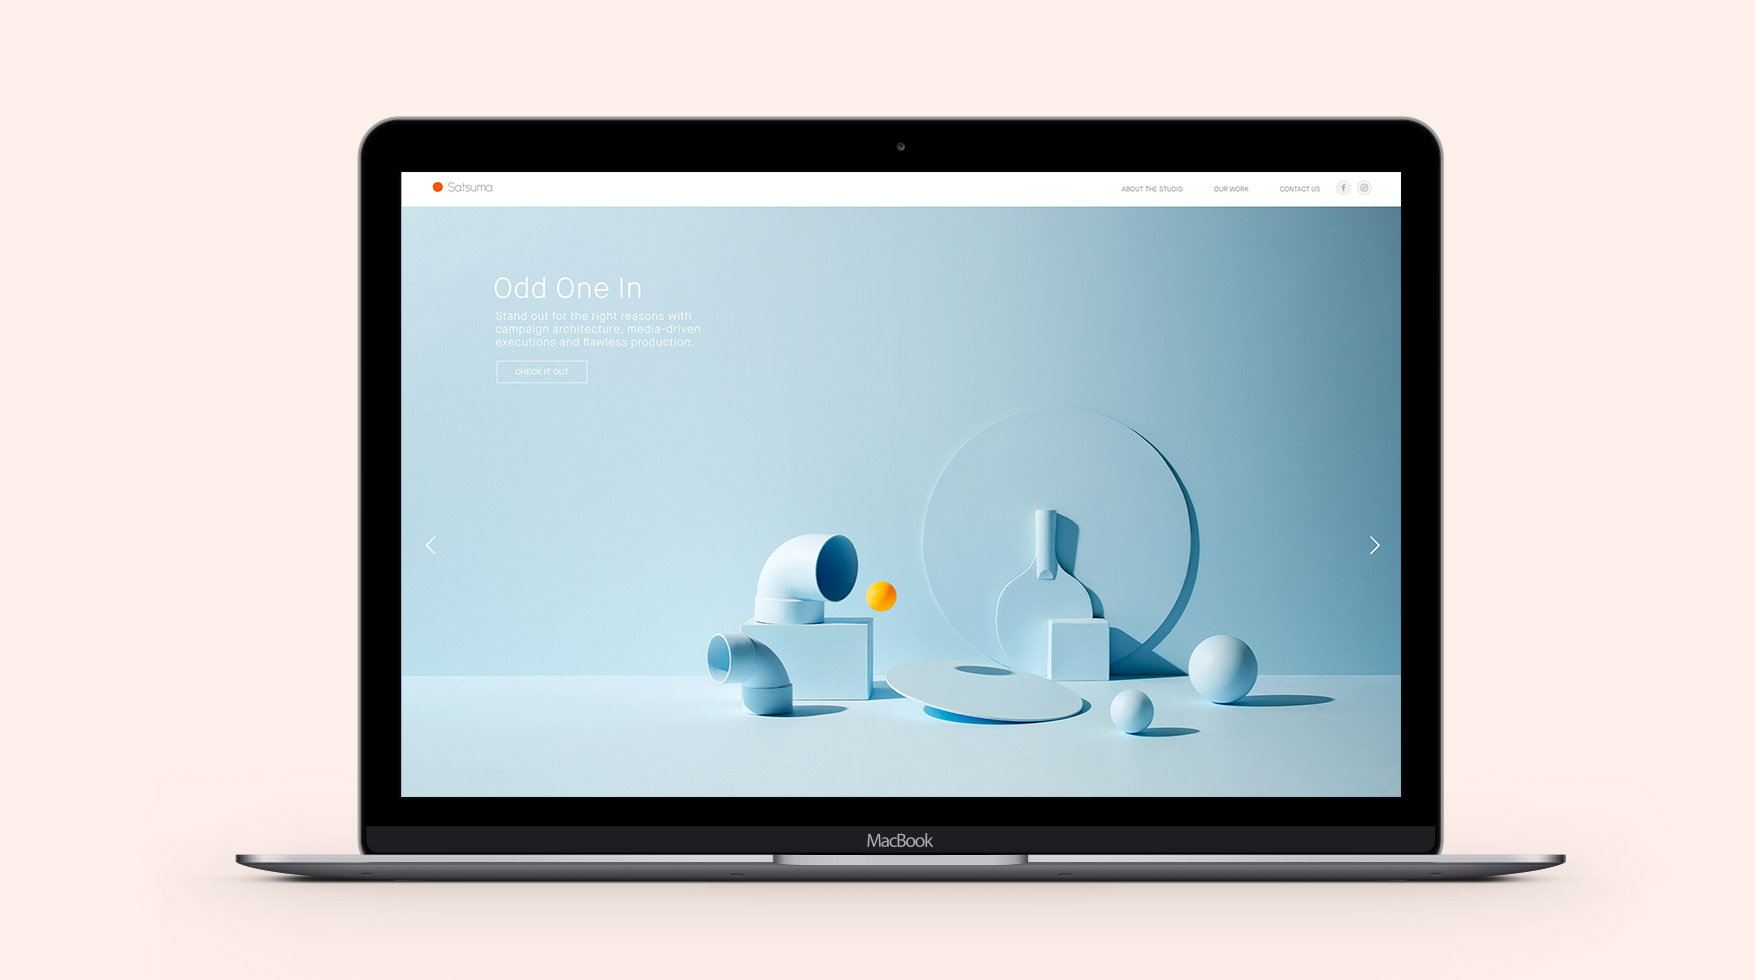 Satsuma
ABOUT THE STUDIO
OUR WORK
CONTACT US
Odd One In
Stand out for the right reasons with
campaign architecture, media-driven
executions and flawless production.
CHECK IT OUT
MacBook